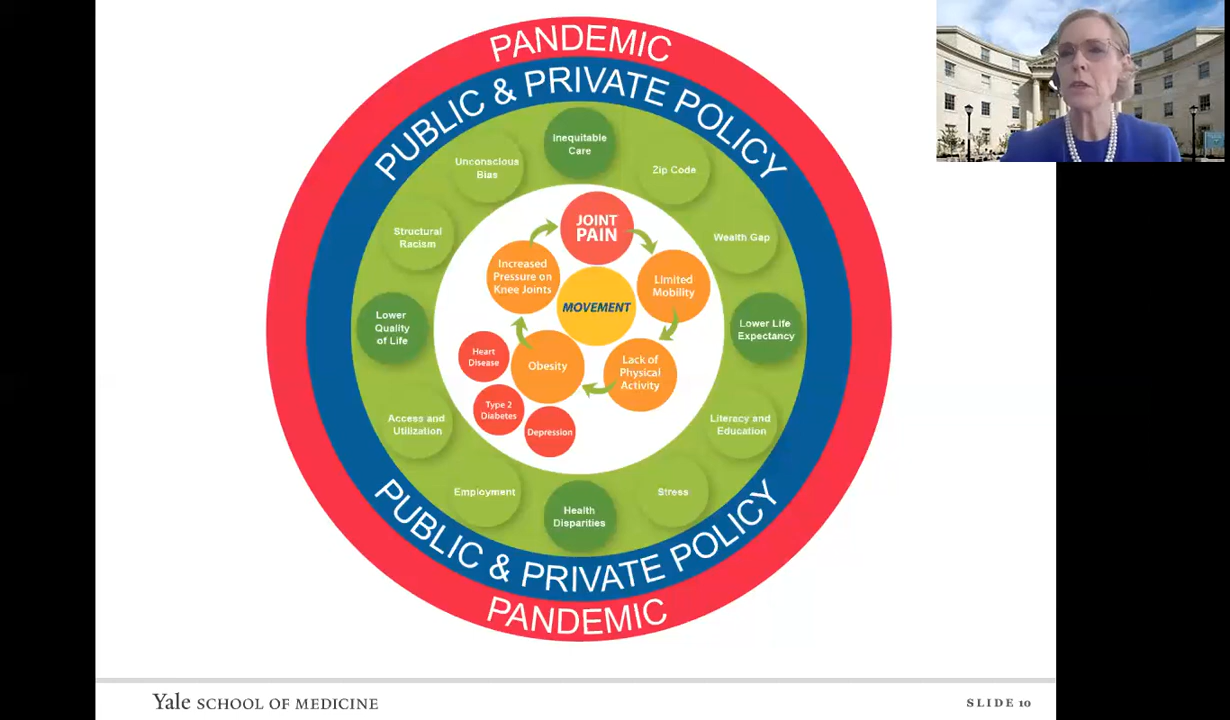 PANDEMIC
PUBLIC & PRIVATE POLICY
Inequitable
Care
Unconscious
Bias
Zip Code
Structural
Racism
Wealth Gap
JOINT
PAIN
Increased
Pressure on
Knee Joints
Limited
Mobility
MOVEMENT
Lower
Quality
of Life
Lower Life
Expectancy
Heart
Disease
Obesity
Lack of
Physical
Activity
Type 2
Diabetes
Depression
Access and
Utilization
Literacy and
Education
Employment
Stress
Health
Disparities
PUBLIC & PRIVATE POLICY
PANDEMIC
Yale SCHOOL OF MEDICINE
SLIDE 10